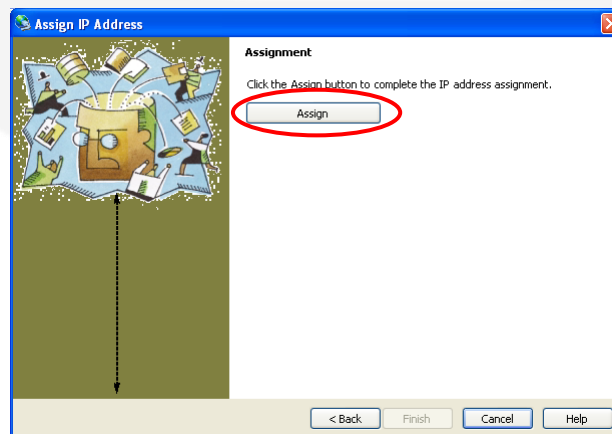 Assign IP Address
Assignment
Click the Assign button to complete the IP address assignment.
Assign
< Back
Finish
Cancel
Help